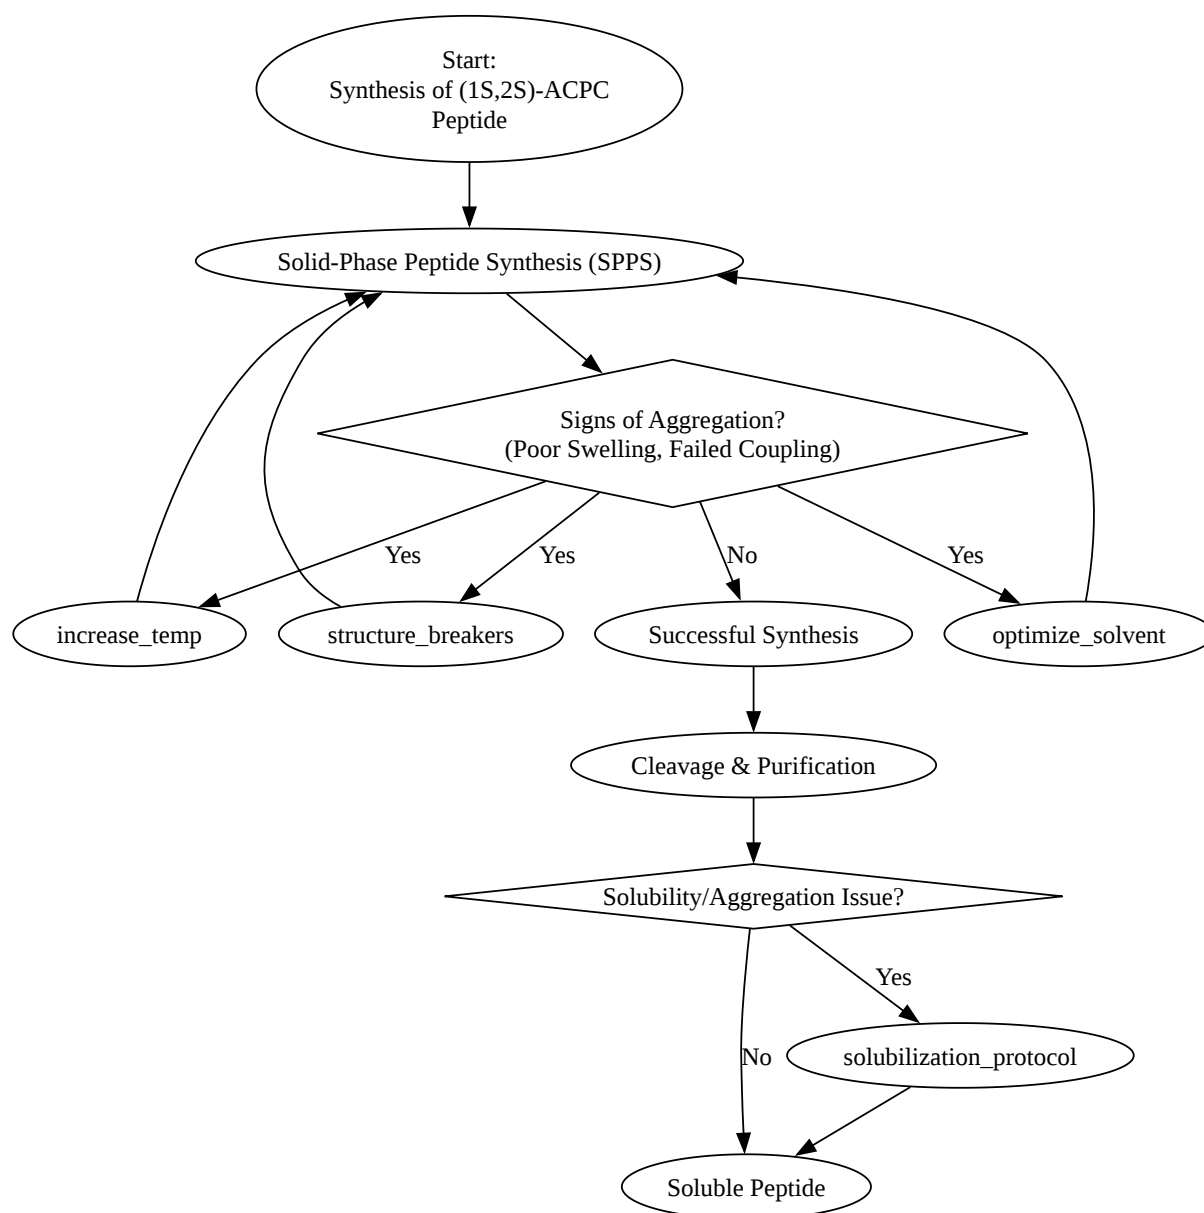 Start:
Synthesis of (1S,2S)-ACPC
Peptide
Solid-Phase Peptide Synthesis (SPPS)
Signs of Aggregation?
(Poor Swelling, Failed Coupling)
Yes
Yes
No
Yes
increase_temp
structure_breakers
Successful Synthesis
optimize_solvent
Cleavage & Purification
Solubility/Aggregation Issue?
Yes
No
solubilization_protocol
Soluble Peptide